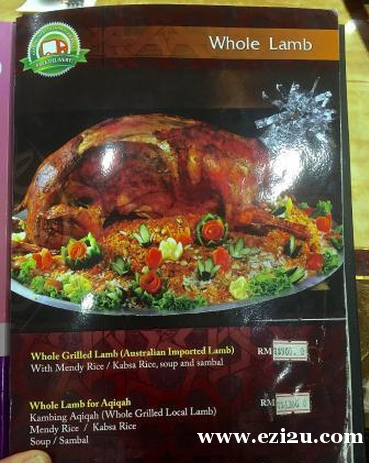 Whole Lamb
Whole Grilled Lamb (Australian Imported Lamb) RM
With Mendy Rice / Kabsa Rice, soup and sambal
Whole Lamb for Aqiqah RM
Kambing Aqiqah (Whole Grilled Local Lamb)
Mendy Rice / Kabsa Rice
Soup / Sambal
www.ezi2u.com